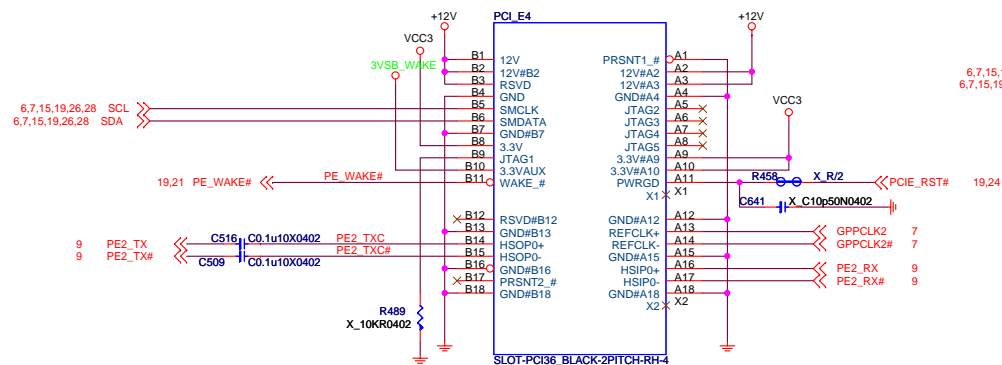 +12V
PCI_E4
+12V
VCC3
3VSB_WAKE
B1 12V PRSNT1_# A1
B2 12V#B2 12V#A2 A2
B3 RSVD 12V#A3 A3
B4 GND GND#A4 A4
6,7,15,19,26,28 SCL B5 SMCLK JTAG2 A5
6,7,15,19,26,28 SDA B6 SMDATA JTAG3 A6
B7 GND#B7 JTAG4 A7
B8 3.3V JTAG5 A8
B9 JTAG1 3.3V#A9 A9
B10 3.3VAUX 3.3V#A10 A10
19,21 PE_WAKE# PE_WAKE# B11 WAKE_# PWRGD A11
VCC3
R458 X_R/2 PCIE_RST# 19,24
X1 X1
C641 X_C10p50N0402
B12 RSVD#B12 GND#A12 A12
B13 GND#B13 REFCLK+ A13 GPPCLK2 7
9 PE2_TX C516 C0.1u10X0402 PE2_TXC B14 HSOP0+ REFCLK- A14 GPPCLK2# 7
9 PE2_TX# C509 C0.1u10X0402 PE2_TXC# B15 HSOP0- GND#A15 A15
B16 GND#B16 HSIP0+ A16 PE2_RX 9
B17 PRSNT2_# HSIP0- A17 PE2_RX# 9
B18 GND#B18 GND#A18 A18
X2 X2
R489
X_10KR0402
SLOT-PCI36_BLACK-2PITCH-RH-4
6,7,15
6,7,15,19